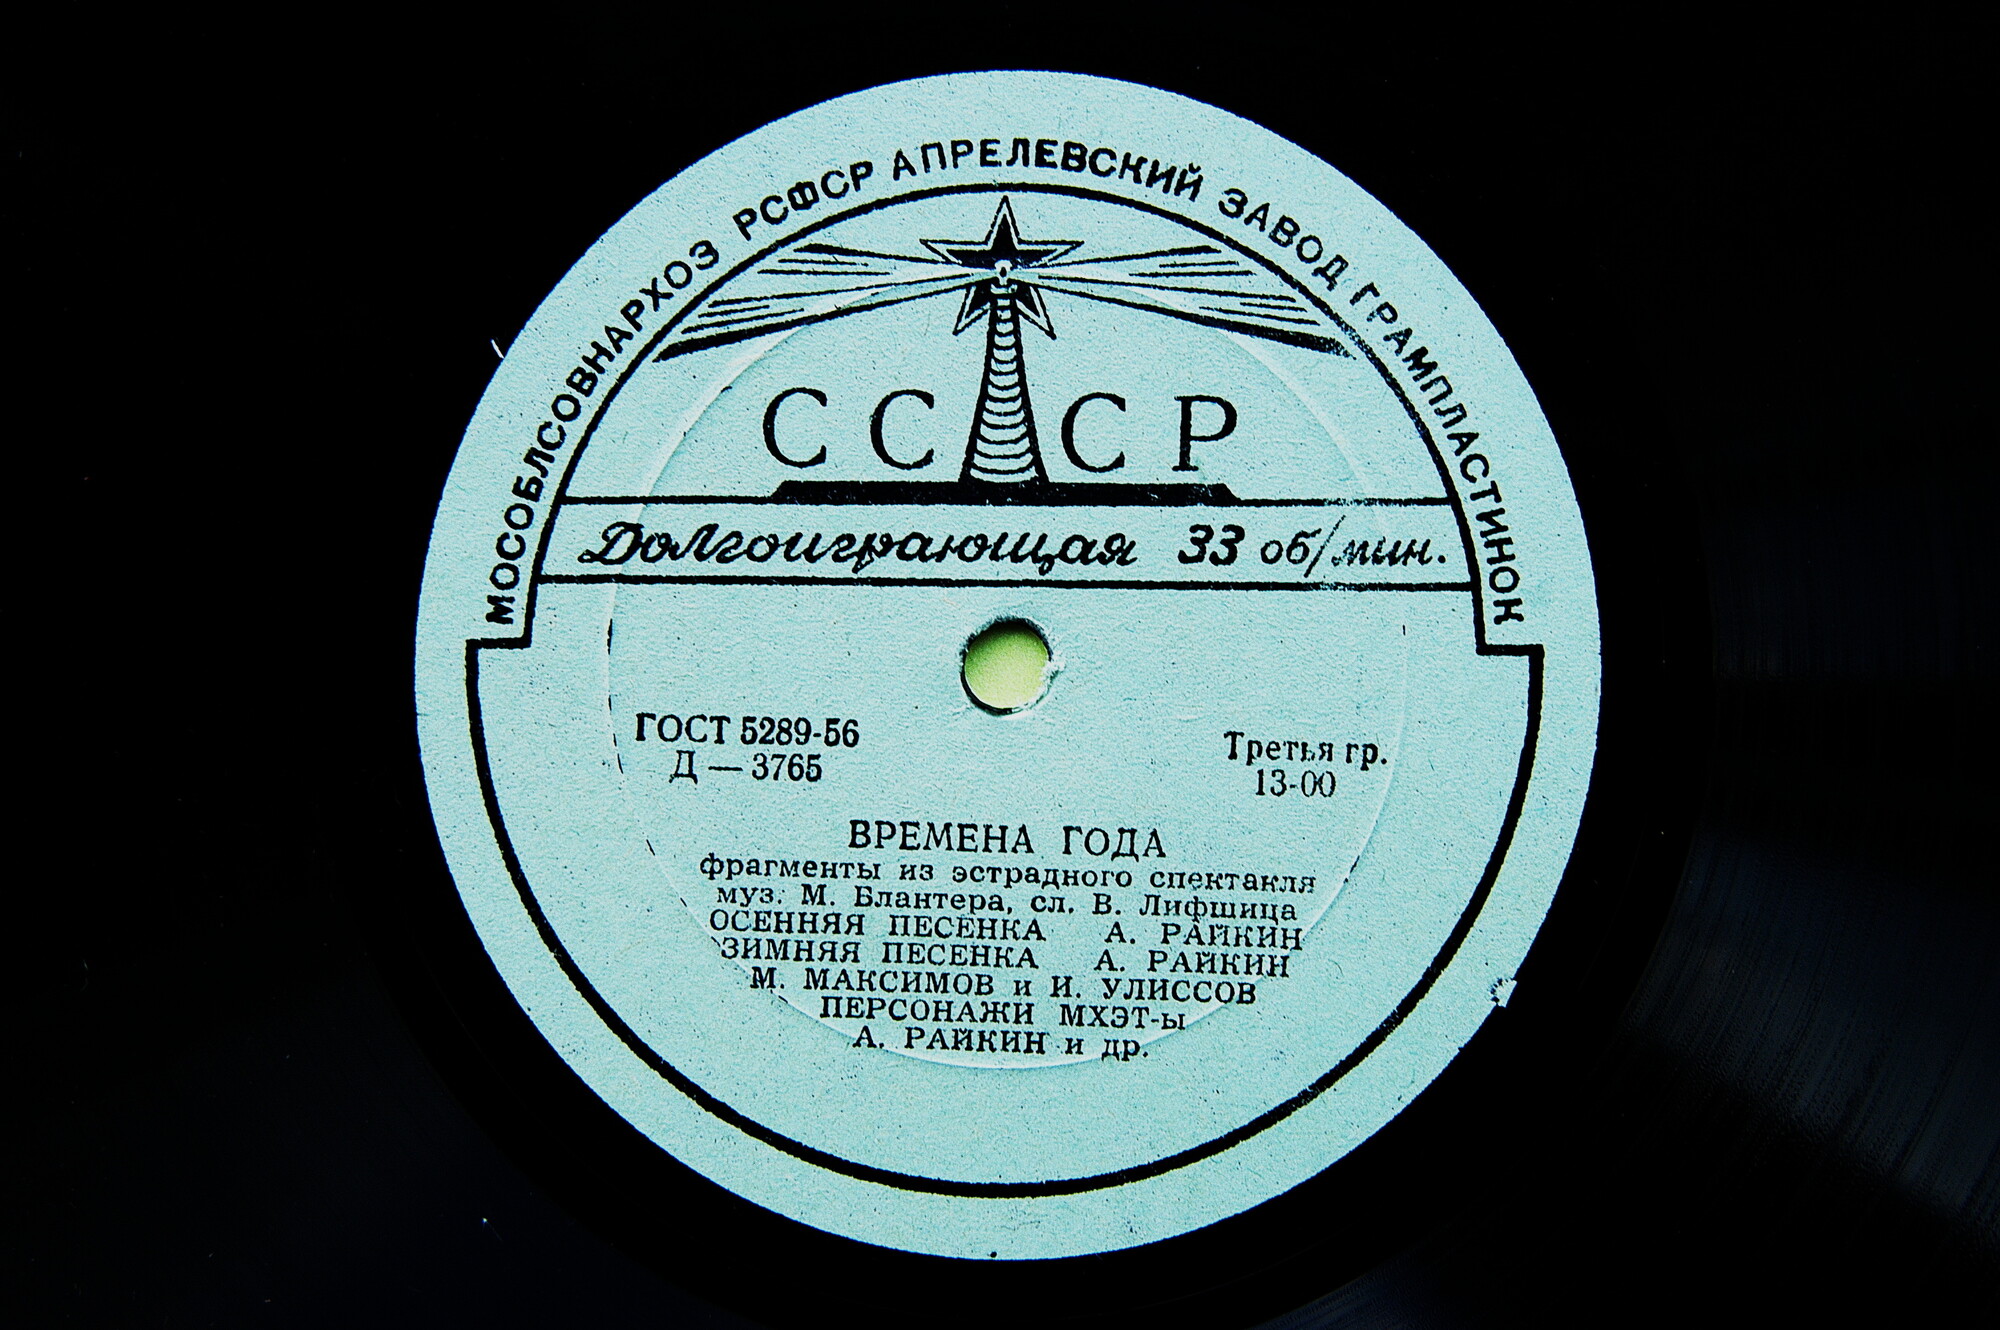 МОСОБЛСОВНАРХОЗ РСФСР АПРЕЛЕВСКИЙ ЗАВОД ГРАМПЛАСТИНОК
СССР
Долгоиграющая 33 об/мин.
ГОСТ 5289-56
Д — 3765
Третья гр.
13-00
ВРЕМЕНА ГОДА
фрагменты из эстрадного спектакля
муз. М. Блантера, сл. В. Лифшица
ОСЕННЯЯ ПЕСЕНКА А. РАЙКИН
ЗИМНЯЯ ПЕСЕНКА А. РАЙКИН
М. МАКСИМОВ и И. УЛИССОВ
ПЕРСОНАЖИ МХЭТ-ы
А. РАЙКИН и др.